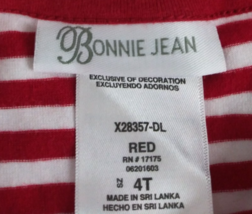 BONNIE JEAN
EXCLUSIVE OF DECORATION
EXCLUYENDO ADORNOS
X28357-DL
RED
RN # 17175
06201603
SZ 4T
MADE IN SRI LANKA
HECHO EN SRI LANKA